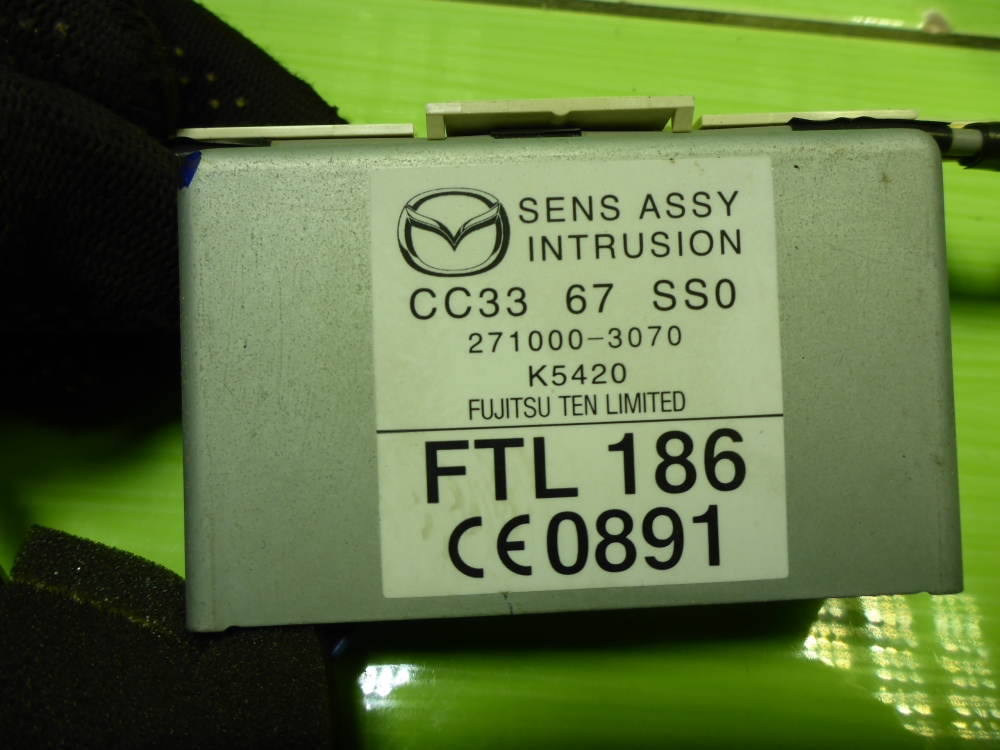 SENS ASSY
INTRUSION
CC33 67 SS0
271000-3070
K5420
FUJITSU TEN LIMITED
FTL 186
CE0891